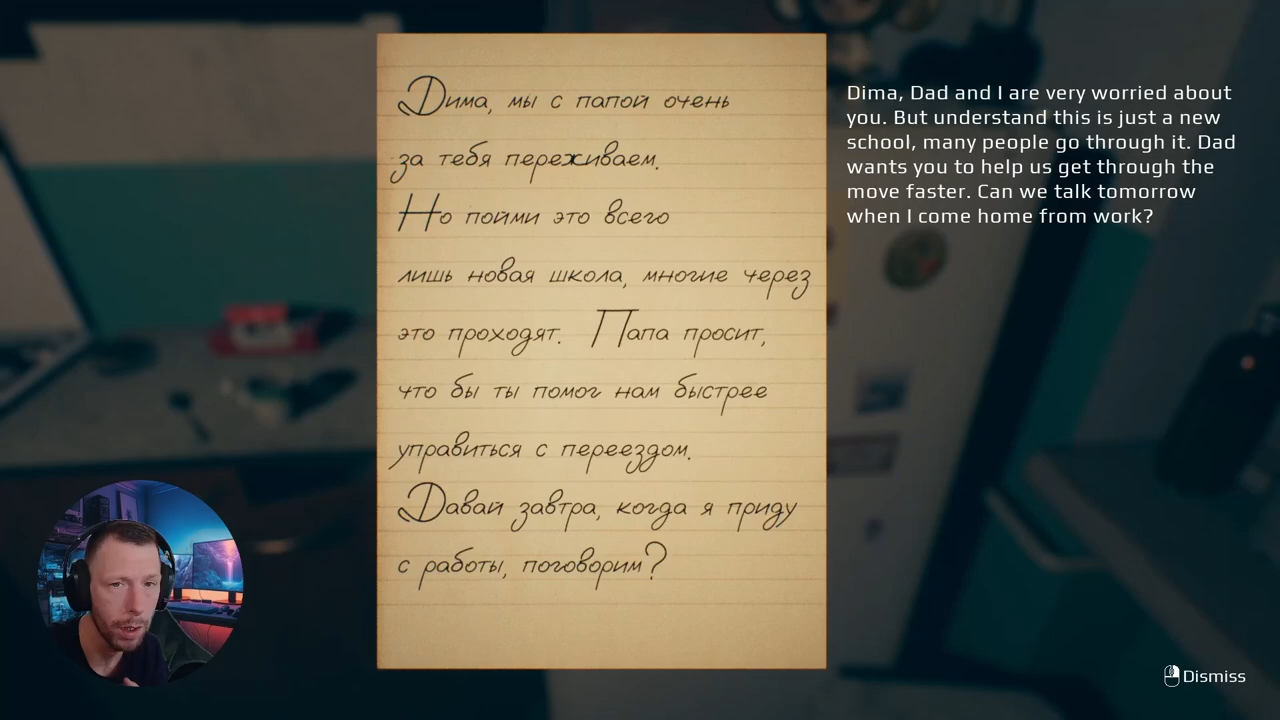 Дима, мы с папой очень
за тебя переживаем.
Но пойми это всего
лишь новая школа, многие через
это проходят. Папа просит,
что бы ты помог нам быстрее
управиться с переездом.
Давай завтра, когда я приду
с работы, поговорим?
Dima, Dad and I are very worried about
you. But understand this is just a new
school, many people go through it. Dad
wants you to help us get through the
move faster. Can we talk tomorrow
when I come home from work?
Dismiss